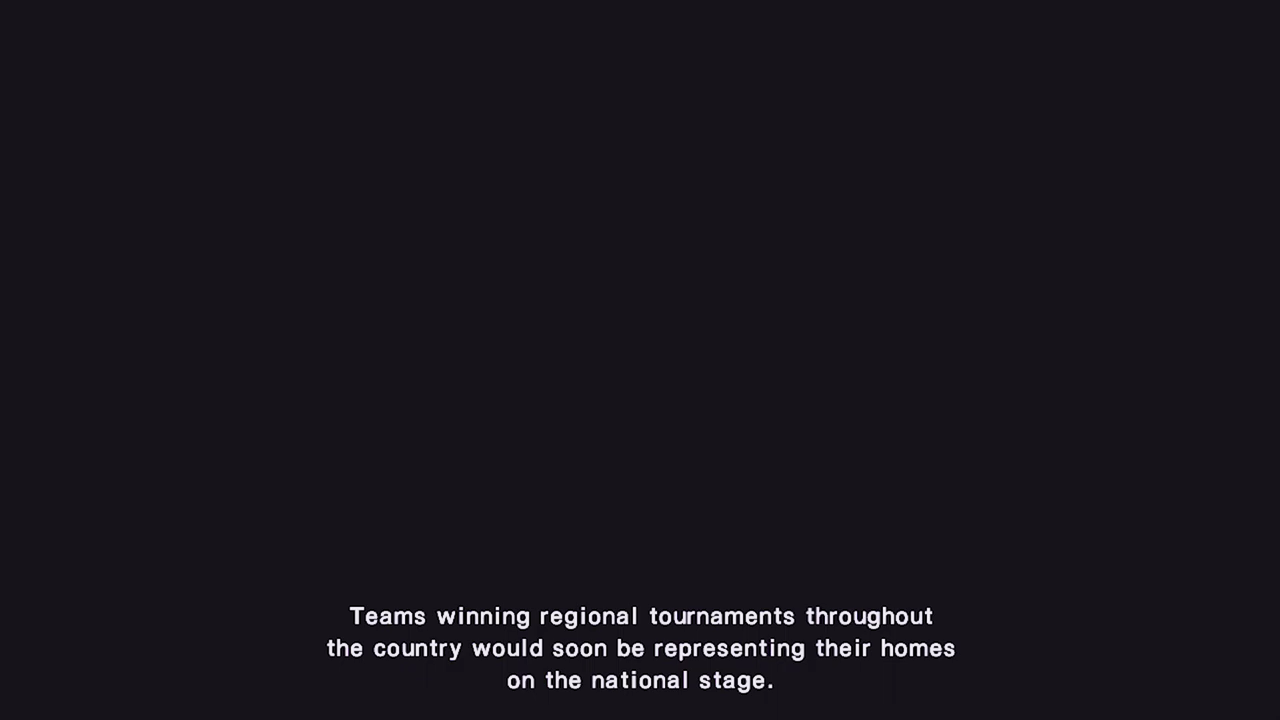 Teams winning regional tournaments throughout
the country would soon be representing their homes
on the national stage.